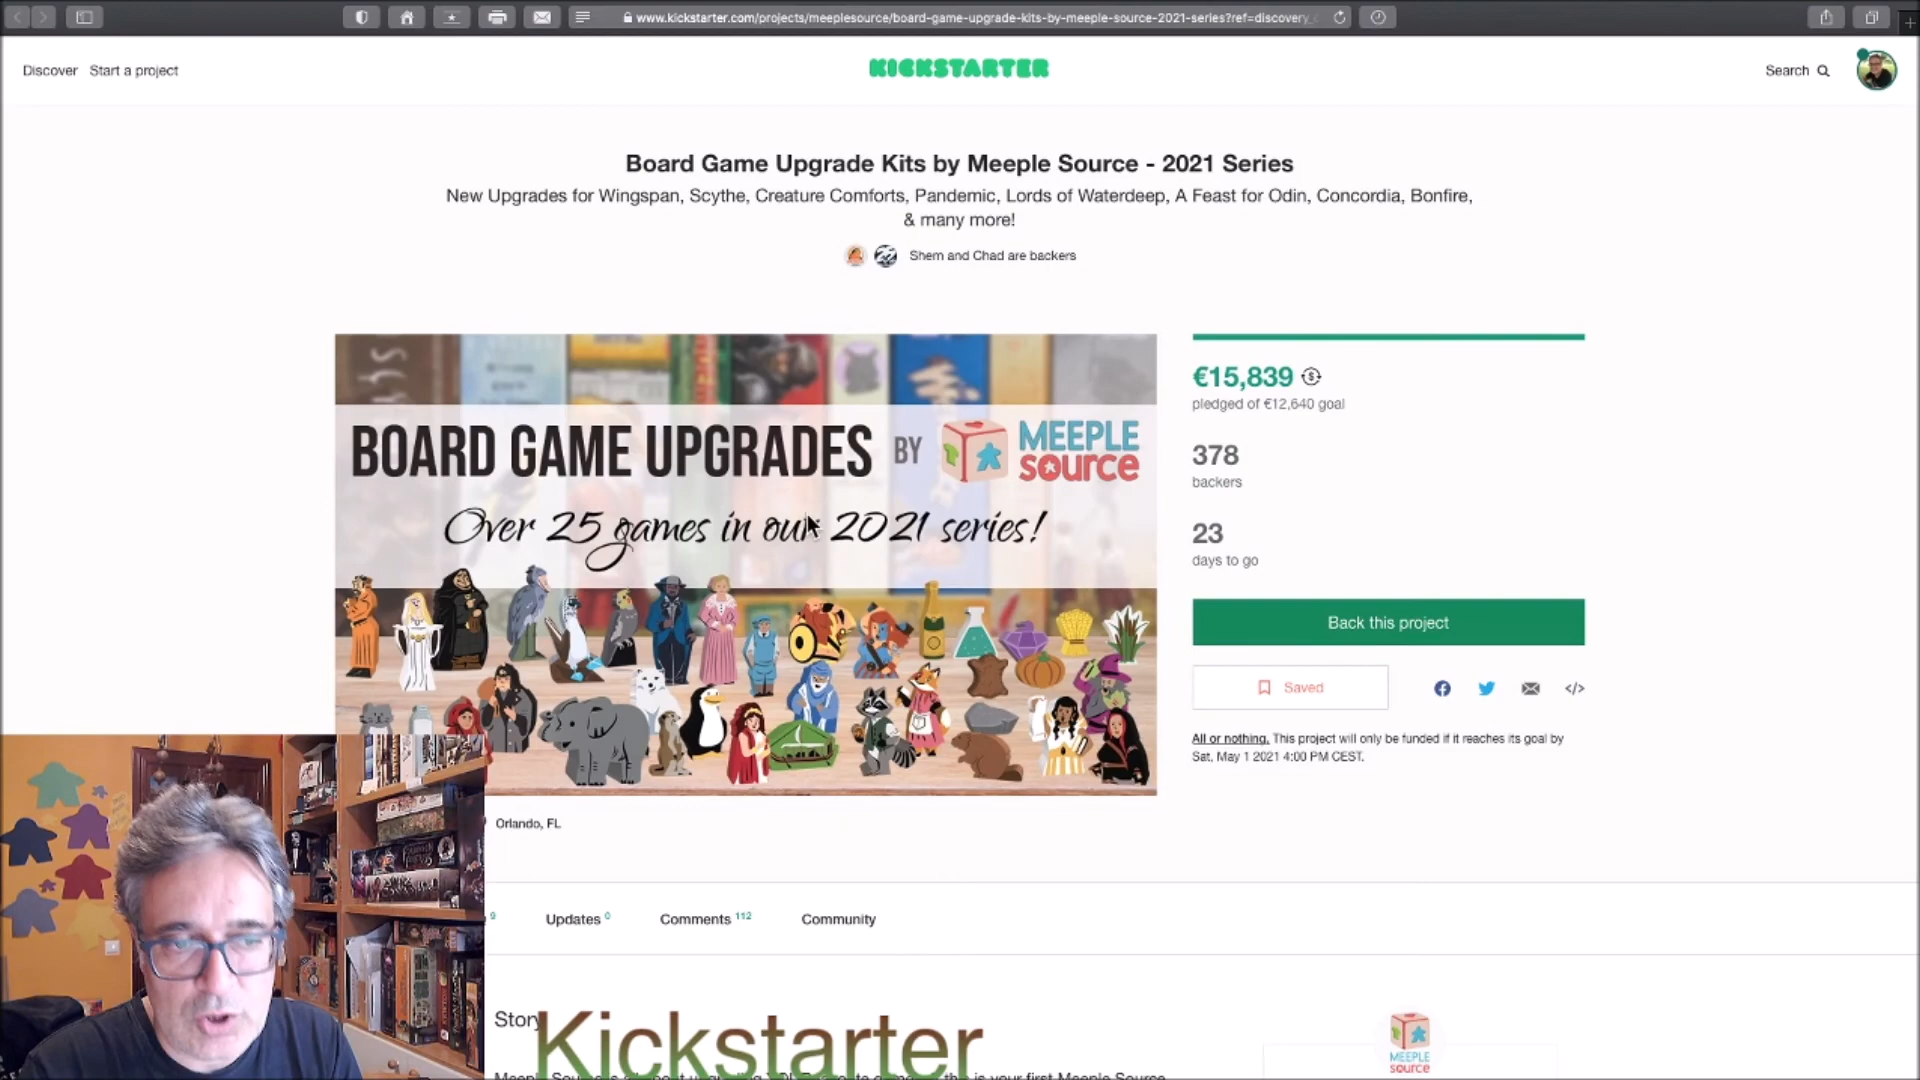 www.kickstarter.com/projects/meeplesource/board-game-upgrade-kits-by-meeple-source-2021-series?ref=discovery_
Discover Start a project
KICKSTARTER
Search
Board Game Upgrade Kits by Meeple Source - 2021 Series
New Upgrades for Wingspan, Scythe, Creature Comforts, Pandemic, Lords of Waterdeep, A Feast for Odin, Concordia, Bonfire,
& many more!
Shem and Chad are backers
BOARD GAME UPGRADES BY MEEPLE source
Over 25 games in our 2021 series!
€15,839
pledged of €12,640 goal
378
backers
23
days to go
Back this project
Saved
</>
All or nothing. This project will only be funded if it reaches its goal by
Sat, May 1 2021 4:00 PM CEST.
Orlando, FL
9 Updates 0 Comments 112 Community
Story
Kickstarter
MEEPLE
source